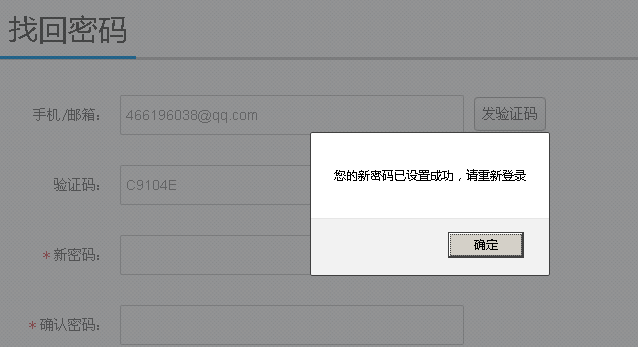 找回密码
手机/邮箱： 466196038@qq.com 发验证码
验证码： C9104E
您的新密码已设置成功，请重新登录
确定
*新密码：
*确认密码：